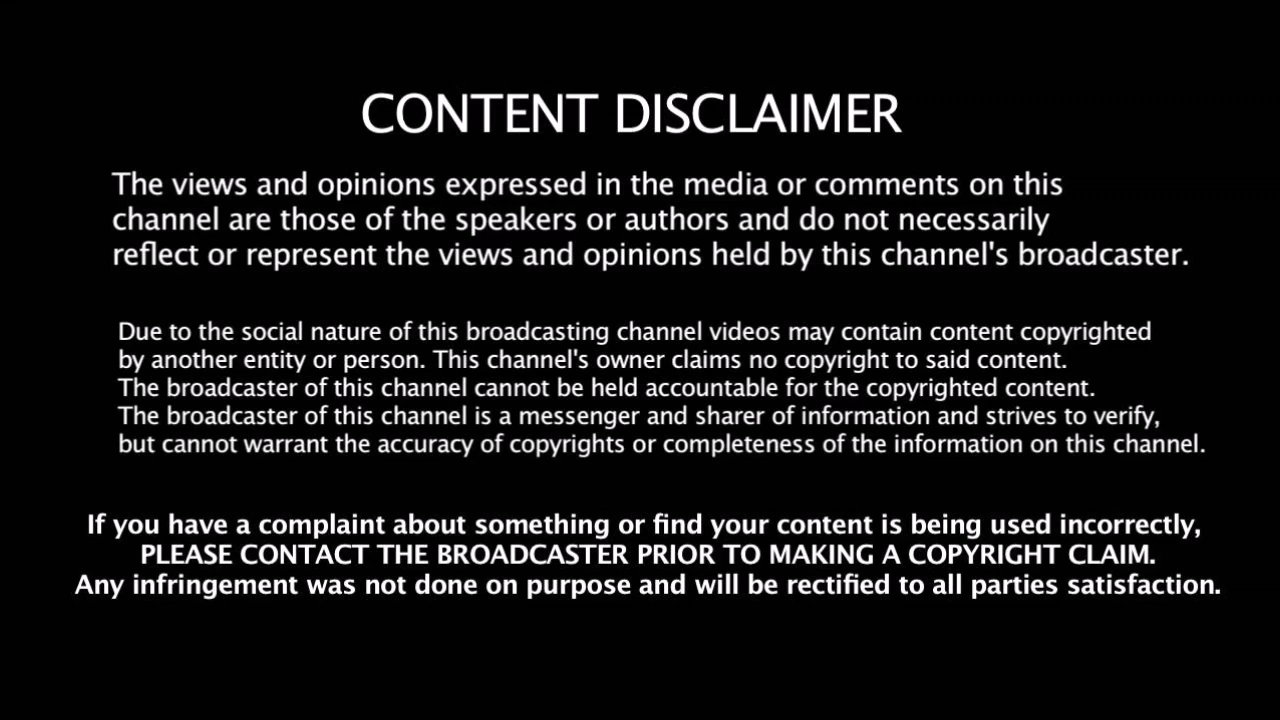 CONTENT DISCLAIMER
The views and opinions expressed in the media or comments on this
channel are those of the speakers or authors and do not necessarily
reflect or represent the views and opinions held by this channel's broadcaster.
Due to the social nature of this broadcasting channel videos may contain content copyrighted
by another entity or person. This channel's owner claims no copyright to said content.
The broadcaster of this channel cannot be held accountable for the copyrighted content.
The broadcaster of this channel is a messenger and sharer of information and strives to verify,
but cannot warrant the accuracy of copyrights or completeness of the information on this channel.
If you have a complaint about something or find your content is being used incorrectly,
PLEASE CONTACT THE BROADCASTER PRIOR TO MAKING A COPYRIGHT CLAIM.
Any infringement was not done on purpose and will be rectified to all parties satisfaction.